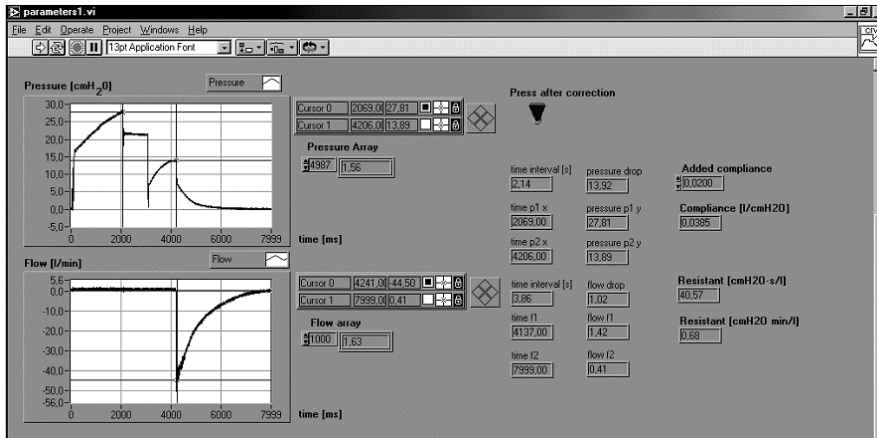 parameters1.vi
File Edit Operate Project Windows Help
13pt Application Font
Pressure [cmH20]
Pressure
30,0
25,0
20,0
15,0
10,0
5,0
0,0
-5,0
0 2000 4000 6000 7999
time [ms]
Cursor 0 2069,00 27,81
Cursor 1 4206,00 13,89
Pressure Array
4987 1,56
Press after correction
time interval [s] pressure drop Added compliance
2,14 13,92 0,0200
time p1 x pressure p1 y Compliance [l/cmH2O]
2069,00 27,81 0,0385
time p2 x pressure p2 y
4206,00 13,89
Flow [l/min]
Flow
5,6
0,0
-10,0
-20,0
-30,0
-40,0
-50,0
-56,0
0 2000 4000 6000 7999
time [ms]
Cursor 0 4241,00 -44,50
Cursor 1 7999,00 0,41
Flow array
1000 1,63
time interval [s] flow drop Resistant [cmH2O·s/l]
3,86 1,02 40,57
time f1 flow f1 Resistant [cmH2O min/l]
4137,00 1,42 0,68
time f2 flow f2
7999,00 0,41